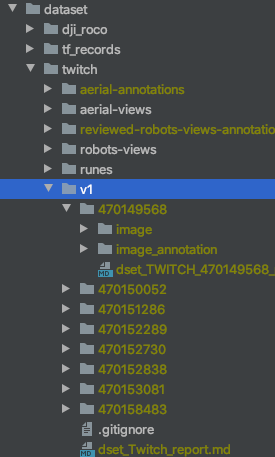 dataset
dji_roco
tf_records
twitch
aerial-annotations
aerial-views
reviewed-robots-views-annotatio
robots-views
runes
v1
470149568
image
image_annotation
MD dset_TWITCH_470149568_
470150052
470151286
470152289
470152730
470152838
470153081
470158483
.gitignore
MD dset_Twitch_report.md